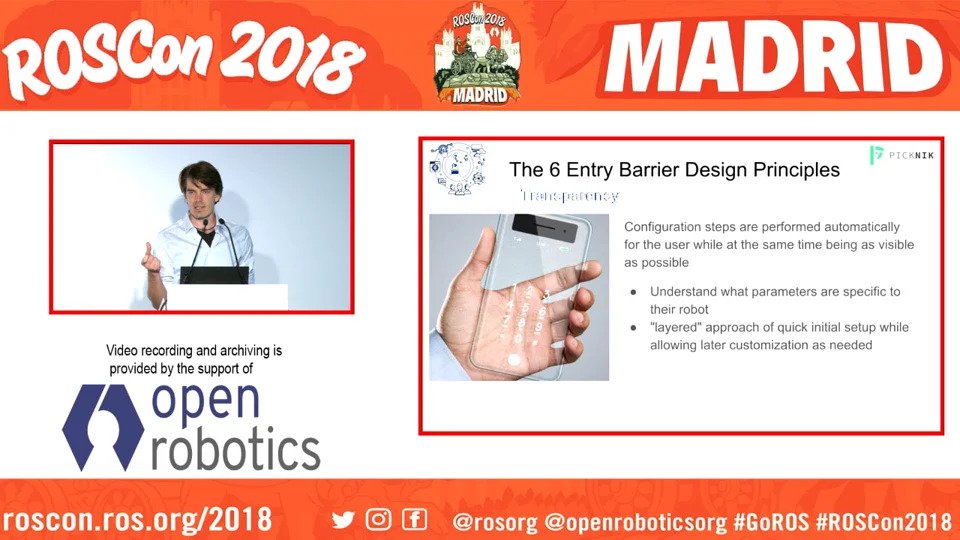 ROSCon 2018
ROSCon 2018
MADRID
MADRID
The 6 Entry Barrier Design Principles
PICKNIK
Transparency
Configuration steps are performed automatically
for the user while at the same time being as visible
as possible
● Understand what parameters are specific to
their robot
● "layered" approach of quick initial setup while
allowing later customization as needed
Video recording and archiving is
provided by the support of
open
robotics
roscon.ros.org/2018
@rosorg @openroboticsorg #GoROS #ROSCon2018